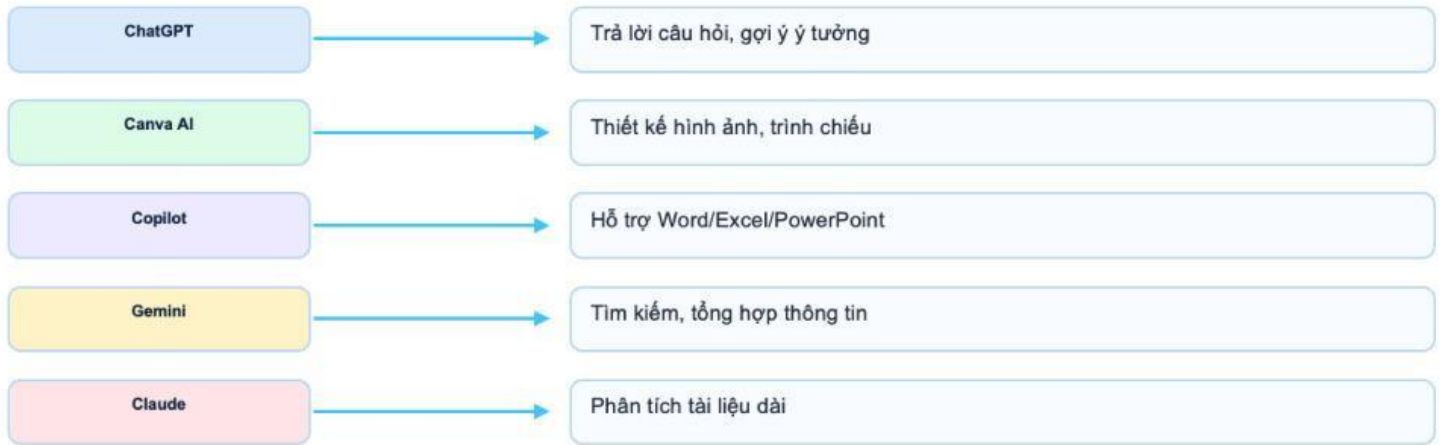 ChatGPT
Trả lời câu hỏi, gợi ý ý tưởng
Canva AI
Thiết kế hình ảnh, trình chiếu
Copilot
Hỗ trợ Word/Excel/PowerPoint
Gemini
Tìm kiếm, tổng hợp thông tin
Claude
Phân tích tài liệu dài